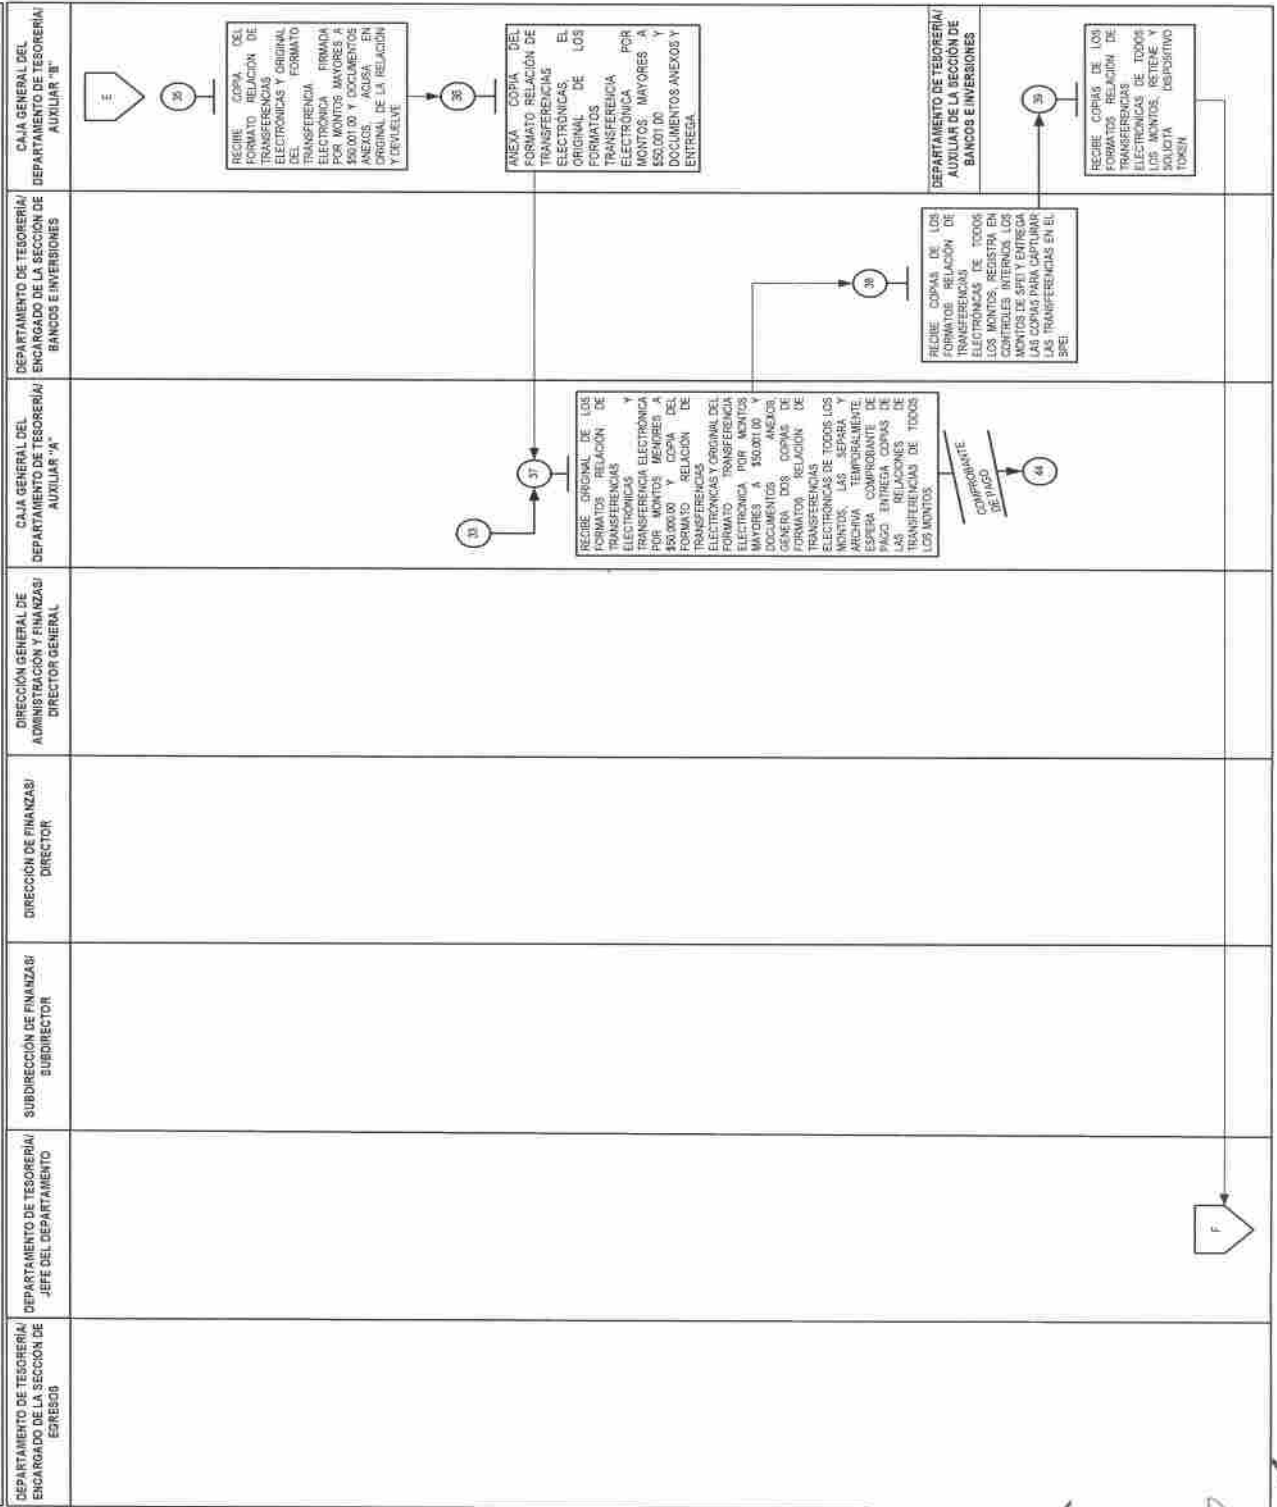 DEPARTAMENTO DE TESORERÍA/
ENCARGADO DE LA SECCIÓN DE
EGRESOS
DEPARTAMENTO DE TESORERÍA/
JEFE DEL DEPARTAMENTO
SUBDIRECCIÓN DE FINANZAS/
SUBDIRECTOR
DIRECCIÓN DE FINANZAS/
DIRECTOR
DIRECCIÓN GENERAL DE
ADMINISTRACIÓN Y FINANZAS/
DIRECTOR GENERAL
CAJA GENERAL DEL
DEPARTAMENTO DE TESORERÍA/
AUXILIAR "A"
DEPARTAMENTO DE TESORERÍA/
ENCARGADO DE LA SECCIÓN DE
BANCOS E INVERSIONES
CAJA GENERAL DEL
DEPARTAMENTO DE TESORERÍA/
AUXILIAR "B"
E
35
RECIBE COPIA DEL
FORMATO RELACIÓN DE
TRANSFERENCIAS
ELECTRÓNICAS Y ORIGINAL
DEL FORMATO
TRANSFERENCIA
ELECTRÓNICA FIRMADA
POR MONTOS MAYORES A
$50,001.00 Y DOCUMENTOS
ANEXOS, ACUSA EN
ORIGINAL DE LA RELACIÓN
Y DEVUELVE
36
ANEXA COPIA DEL
FORMATO RELACIÓN DE
TRANSFERENCIAS
ELECTRÓNICAS, EL
ORIGINAL DE LOS
FORMATOS
TRANSFERENCIA
ELECTRÓNICA POR
MONTOS MAYORES A
$50,001.00 Y
DOCUMENTOS ANEXOS Y
ENTREGA.
33
37
RECIBE ORIGINAL DE LOS
FORMATOS RELACIÓN DE
TRANSFERENCIAS
ELECTRÓNICAS Y
TRANSFERENCIA ELECTRÓNICA
POR MONTOS MENORES A
$50,000.00 Y COPIA DEL
FORMATO RELACIÓN DE
TRANSFERENCIAS
ELECTRÓNICAS Y ORIGINAL DEL
FORMATO TRANSFERENCIA
ELECTRÓNICA POR MONTOS
MAYORES A $50,001.00 Y
DOCUMENTOS ANEXOS,
GENERA DOS COPIAS DE
FORMATOS RELACIÓN DE
TRANSFERENCIAS
ELECTRÓNICAS DE TODOS LOS
MONTOS, LAS SEPARA Y
ARCHIVA TEMPORALMENTE,
ESPERA COMPROBANTE DE
PAGO. ENTREGA COPIAS DE
LAS RELACIONES DE
TRANSFERENCIAS DE TODOS
LOS MONTOS.
COMPROBANTE
DE PAGO
44
38
RECIBE COPIAS DE LOS
FORMATOS RELACIÓN DE
TRANSFERENCIAS
ELECTRÓNICAS DE TODOS
LOS MONTOS, REGISTRA EN
CONTROLES INTERNOS LOS
MONTOS DE SPEI Y ENTREGA
LAS COPIAS PARA CAPTURAR
LAS TRANSFERENCIAS EN EL
SPEI.
DEPARTAMENTO DE TESORERÍA/
AUXILIAR DE LA SECCIÓN DE
BANCOS E INVERSIONES
39
RECIBE COPIAS DE LOS
FORMATOS RELACIÓN DE
TRANSFERENCIAS
ELECTRÓNICAS DE TODOS
LOS MONTOS, RETIENE Y
SOLICITA DISPOSITIVO
TOKEN.
F